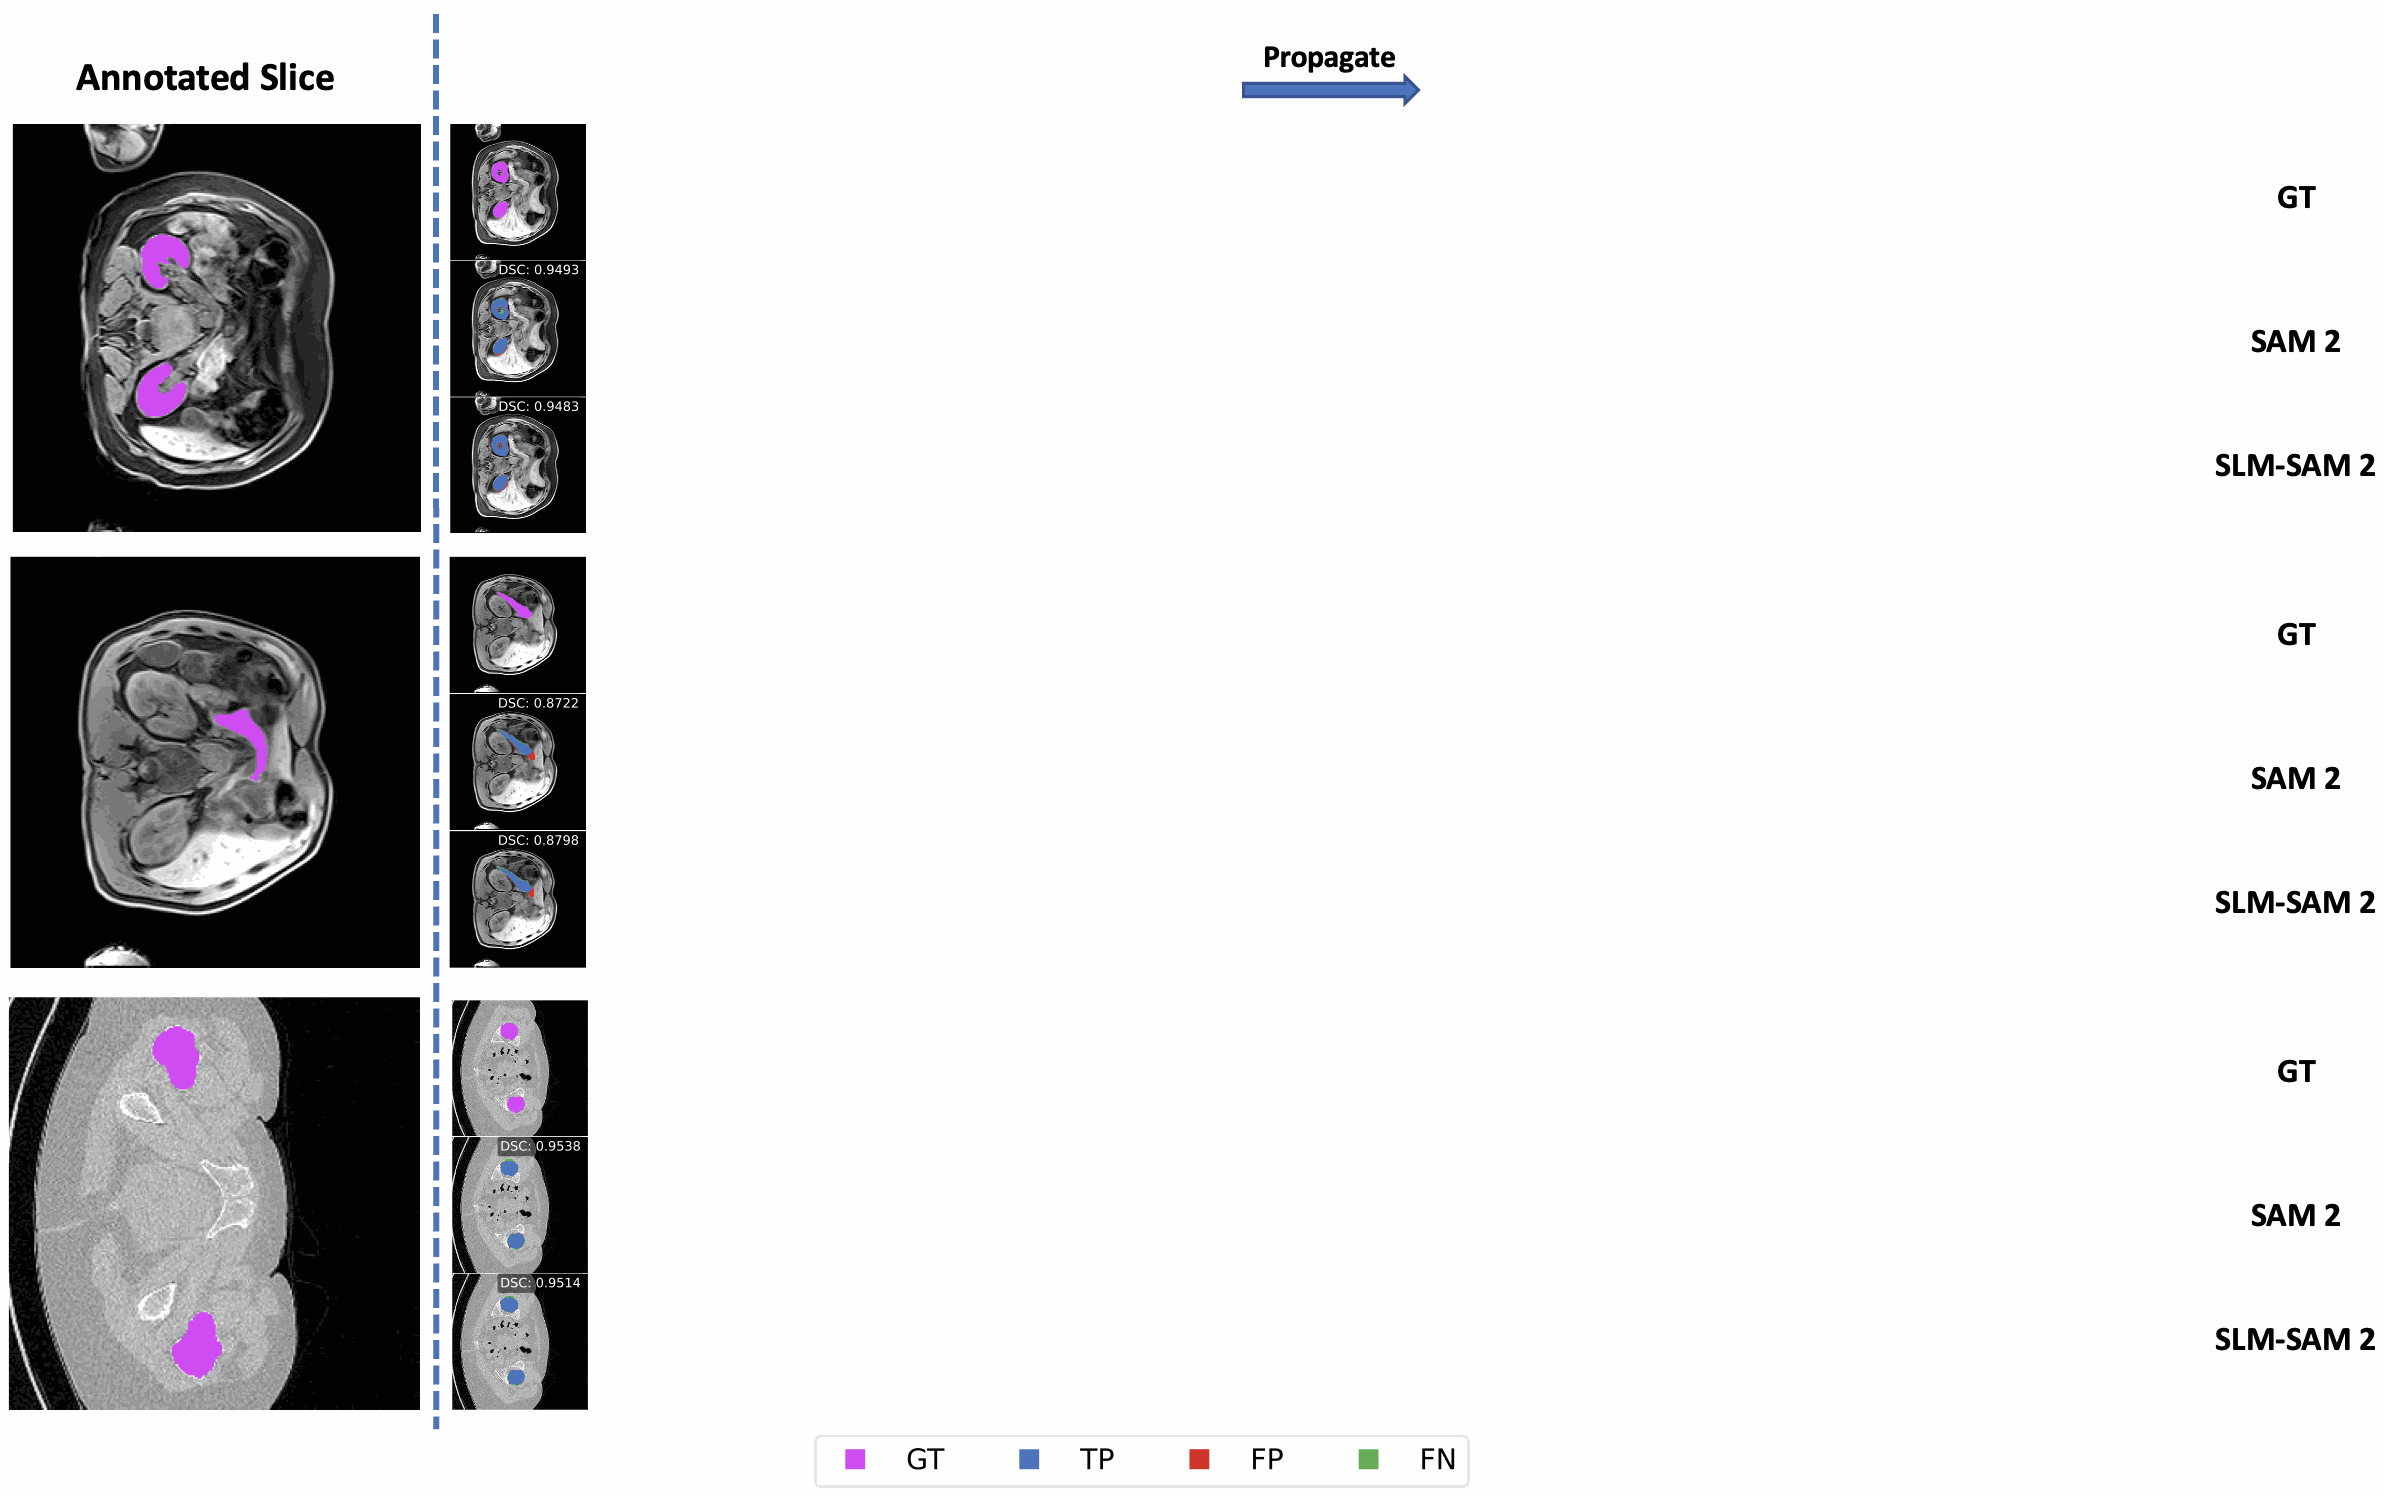 Propagate
Annotated Slice
GT
DSC: 0.9493
SAM 2
DSC: 0.9483
SLM-SAM 2
GT
DSC: 0.8722
SAM 2
DSC: 0.8798
SLM-SAM 2
GT
DSC: 0.9538
SAM 2
DSC: 0.9514
SLM-SAM 2
GT TP FP FN